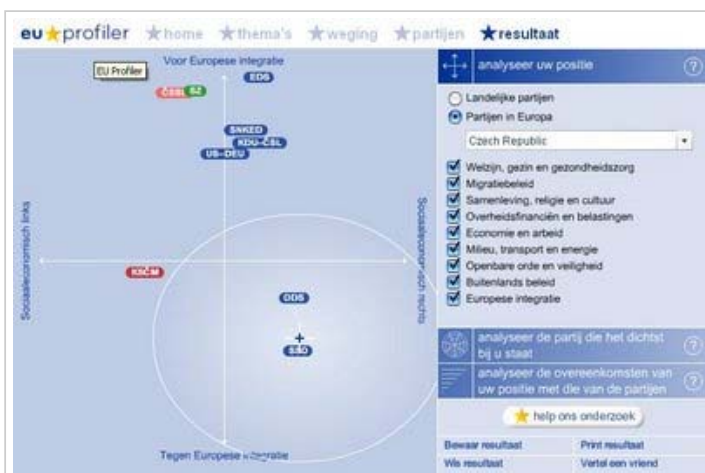 eu★profiler ★home ★thema's ★weging ★partijen ★resultaat
EU Profiler
Voor Europese integratie
EDS
ČSSD
SZ
SNKED
KDU-ČSL
US-DEU
Sociaaleconomisch links
Sociaaleconomisch rechts
KSČM
ODS
SSO
Tegen Europese integratie
analyseer uw positie ?
Landelijke partijen
Partijen in Europa
Czech Republic
Welzijn, gezin en gezondheidszorg
Migratiebeleid
Samenleving, religie en cultuur
Overheidsfinanciën en belastingen
Economie en arbeid
Milieu, transport en energie
Openbare orde en veiligheid
Buitenlands beleid
Europese integratie
analyseer de partij die het dichtst
bij u staat ?
analyseer de overeenkomsten van
uw positie met die van de partijen ?
help ons onderzoek
Bewaar resultaat Print resultaat
Wis resultaat Vertel een vriend